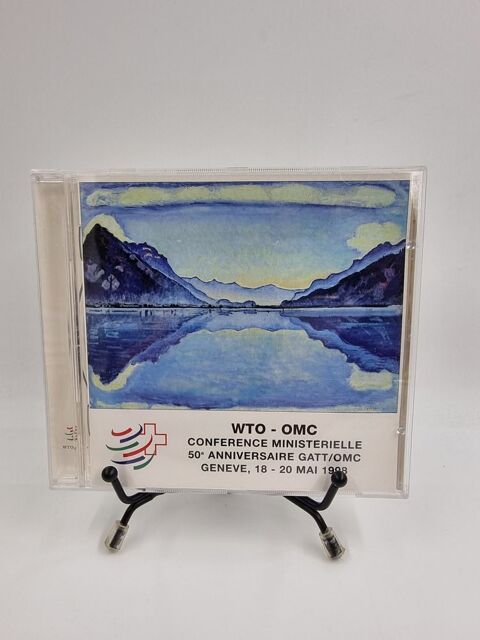 WTO - OMC
CONFERENCE MINISTERIELLE
50e ANNIVERSAIRE GATT/OMC
GENEVE, 18 - 20 MAI 1998